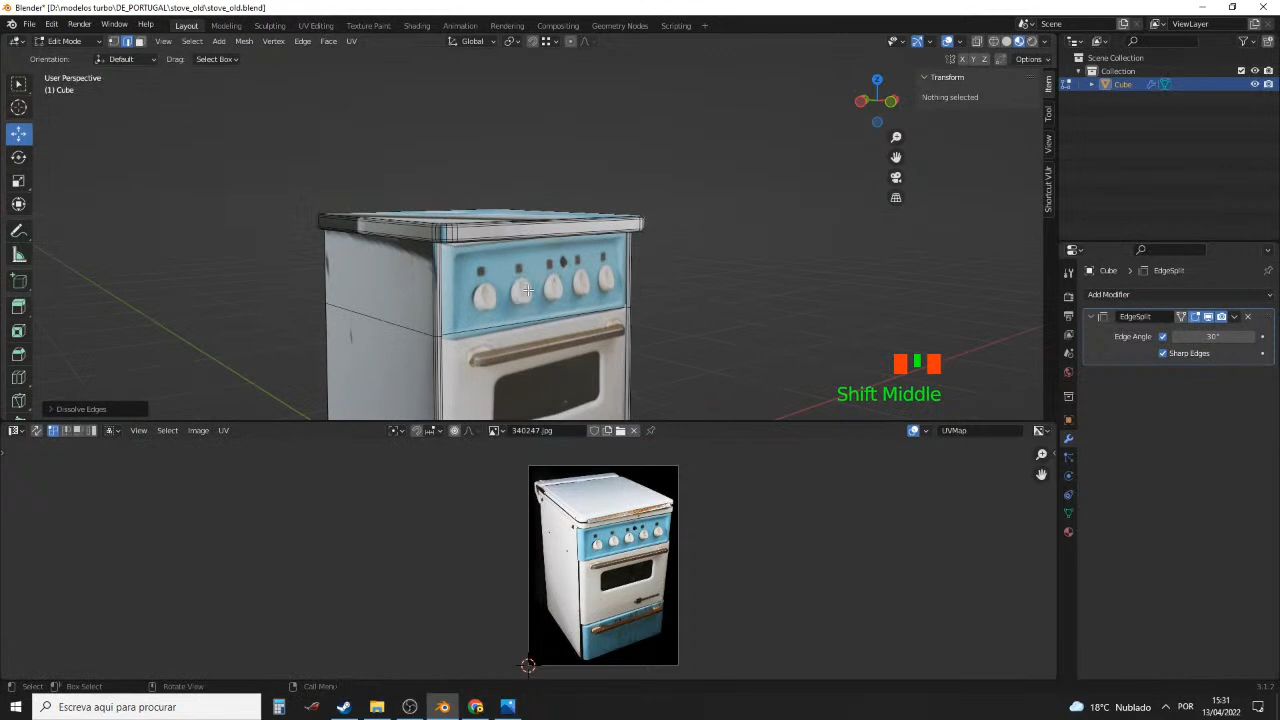 Blender* [D:\modelos turbo\DE_PORTUGAL\stove_old\stove_old.blend]
File Edit Render Window Help Layout Modeling Sculpting UV Editing Texture Paint Shading Animation Rendering Compositing Geometry Nodes Scripting + Scene ViewLayer
Edit Mode View Select Add Mesh Vertex Edge Face UV Global
Orientation: Default Drag: Select Box X Y Z Options
User Perspective
(1) Cube
Transform
Nothing selected
Item
Tool
View
Shortcut VUr
Z
Scene Collection
Collection
Cube
Cube EdgeSplit
Add Modifier
EdgeSplit
Edge Angle 30°
Sharp Edges
Shift Middle
Dissolve Edges
View Select Image UV 340247.jpg UVMap
Select Box Select Rotate View Call Menu 3.1.2
Escreva aqui para procurar
18°C Nublado POR
15:31
13/04/2022